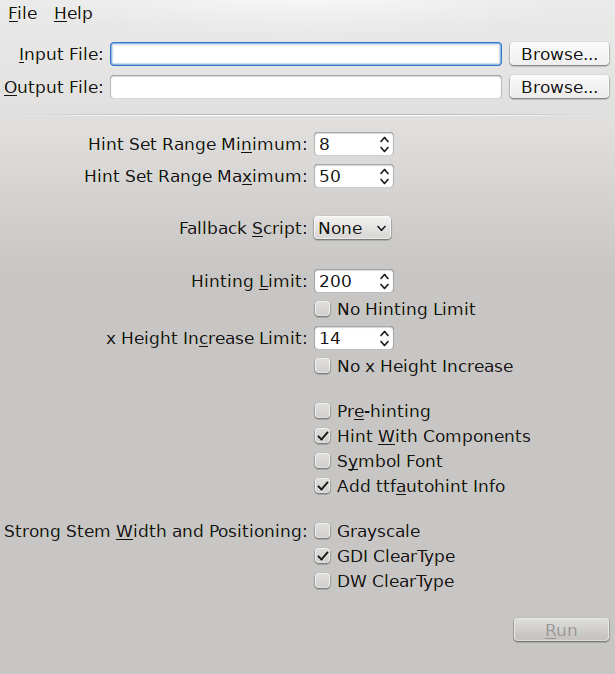 File Help
Input File: Browse...
Output File: Browse...
Hint Set Range Minimum: 8
Hint Set Range Maximum: 50
Fallback Script: None
Hinting Limit: 200
No Hinting Limit
x Height Increase Limit: 14
No x Height Increase
Pre-hinting
Hint With Components
Symbol Font
Add ttfautohint Info
Strong Stem Width and Positioning: Grayscale
GDI ClearType
DW ClearType
Run